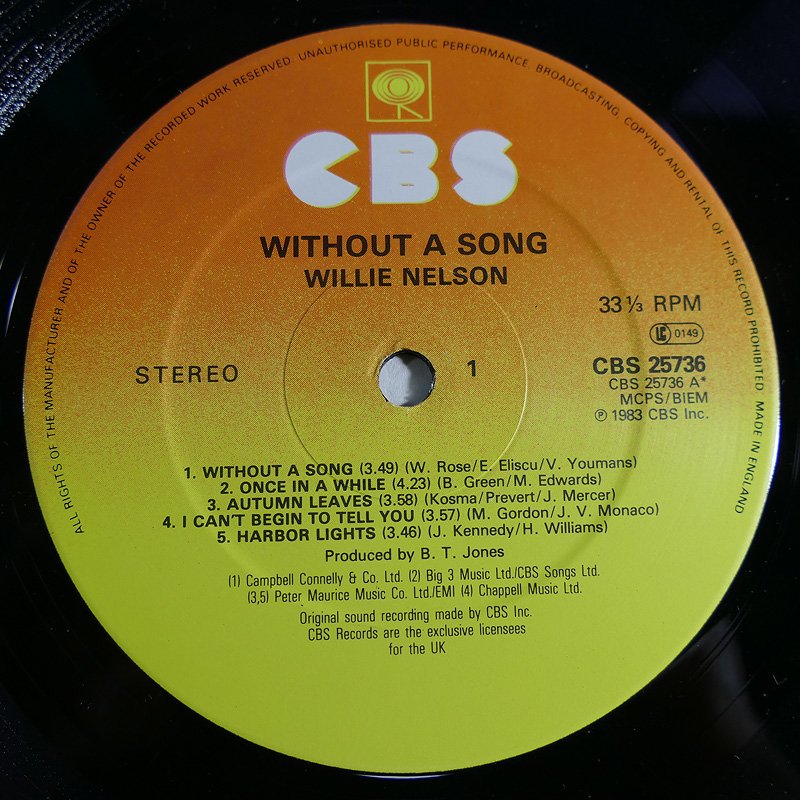 ALL RIGHTS OF THE MANUFACTURER AND OF THE OWNER OF THE RECORDED WORK RESERVED. UNAUTHORISED PUBLIC PERFORMANCE, BROADCASTING, COPYING AND RENTAL OF THIS RECORD PROHIBITED. MADE IN ENGLAND
CBS
WITHOUT A SONG
WILLIE NELSON
33 ⅓ RPM
LC 0149
STEREO
1
CBS 25736
CBS 25736 A*
MCPS/BIEM
Ⓟ 1983 CBS Inc.
1. WITHOUT A SONG (3.49) (W. Rose/E. Eliscu/V. Youmans)
2. ONCE IN A WHILE (4.23) (B. Green/M. Edwards)
3. AUTUMN LEAVES (3.58) (Kosma/Prevert/J. Mercer)
4. I CAN'T BEGIN TO TELL YOU (3.57) (M. Gordon/J. V. Monaco)
5. HARBOR LIGHTS (3.46) (J. Kennedy/H. Williams)
Produced by B. T. Jones
(1) Campbell Connelly & Co. Ltd. (2) Big 3 Music Ltd./CBS Songs Ltd.
(3,5) Peter Maurice Music Co. Ltd./EMI (4) Chappell Music Ltd.
Original sound recording made by CBS Inc.
CBS Records are the exclusive licensees
for the UK